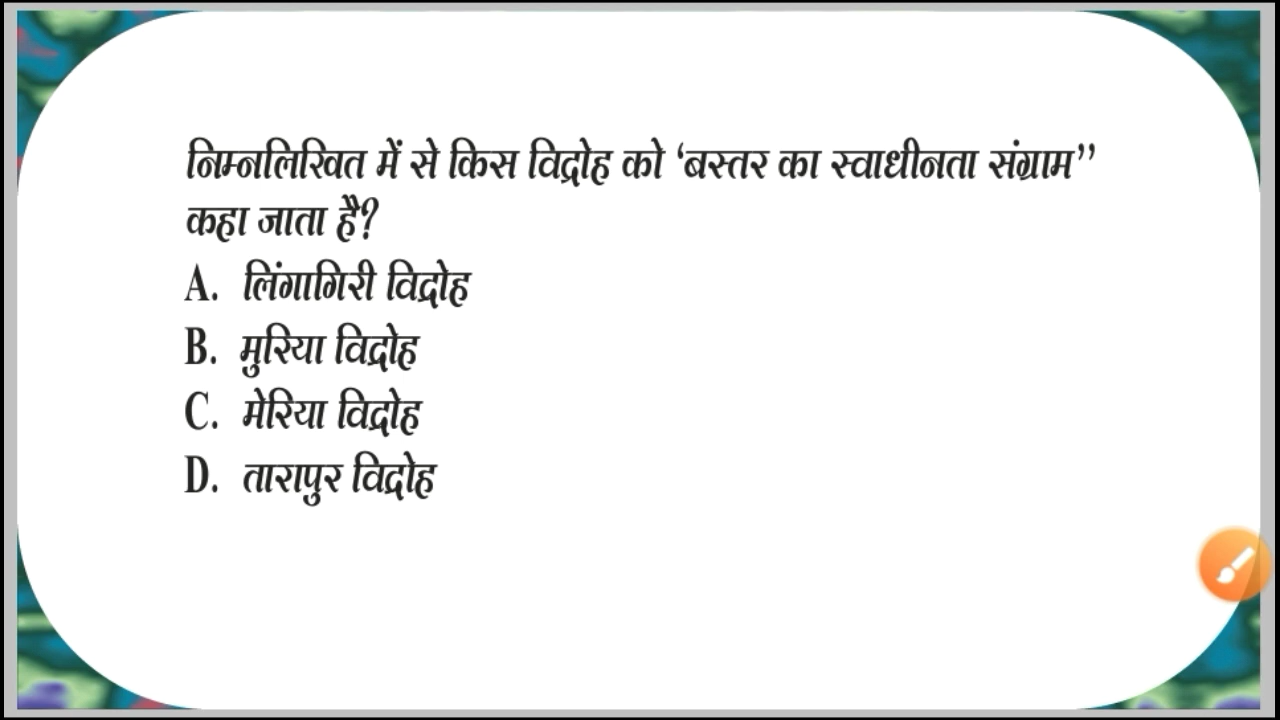 निम्नलिखित में से किस विद्रोह को ‘बस्तर का स्वाधीनता संग्राम’’
कहा जाता है?
A. लिंगागिरी विद्रोह
B. मुरिया विद्रोह
C. मेरिया विद्रोह
D. तारापुर विद्रोह